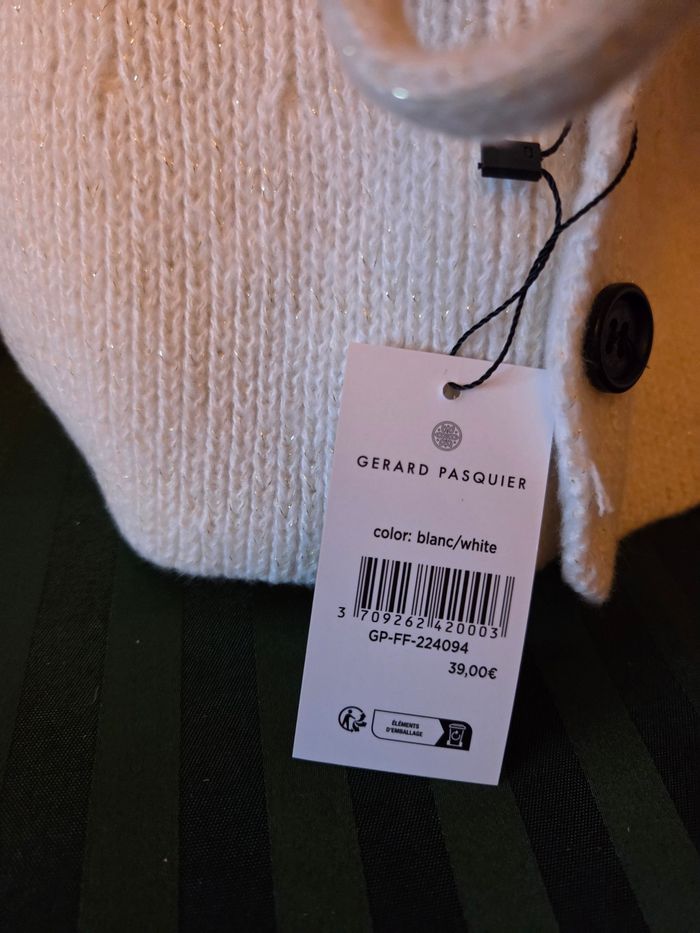 GERARD PASQUIER
color: blanc/white
3 709262 420003
GP-FF-224094
39,00€
ÉLÉMENTS
D'EMBALLAGE